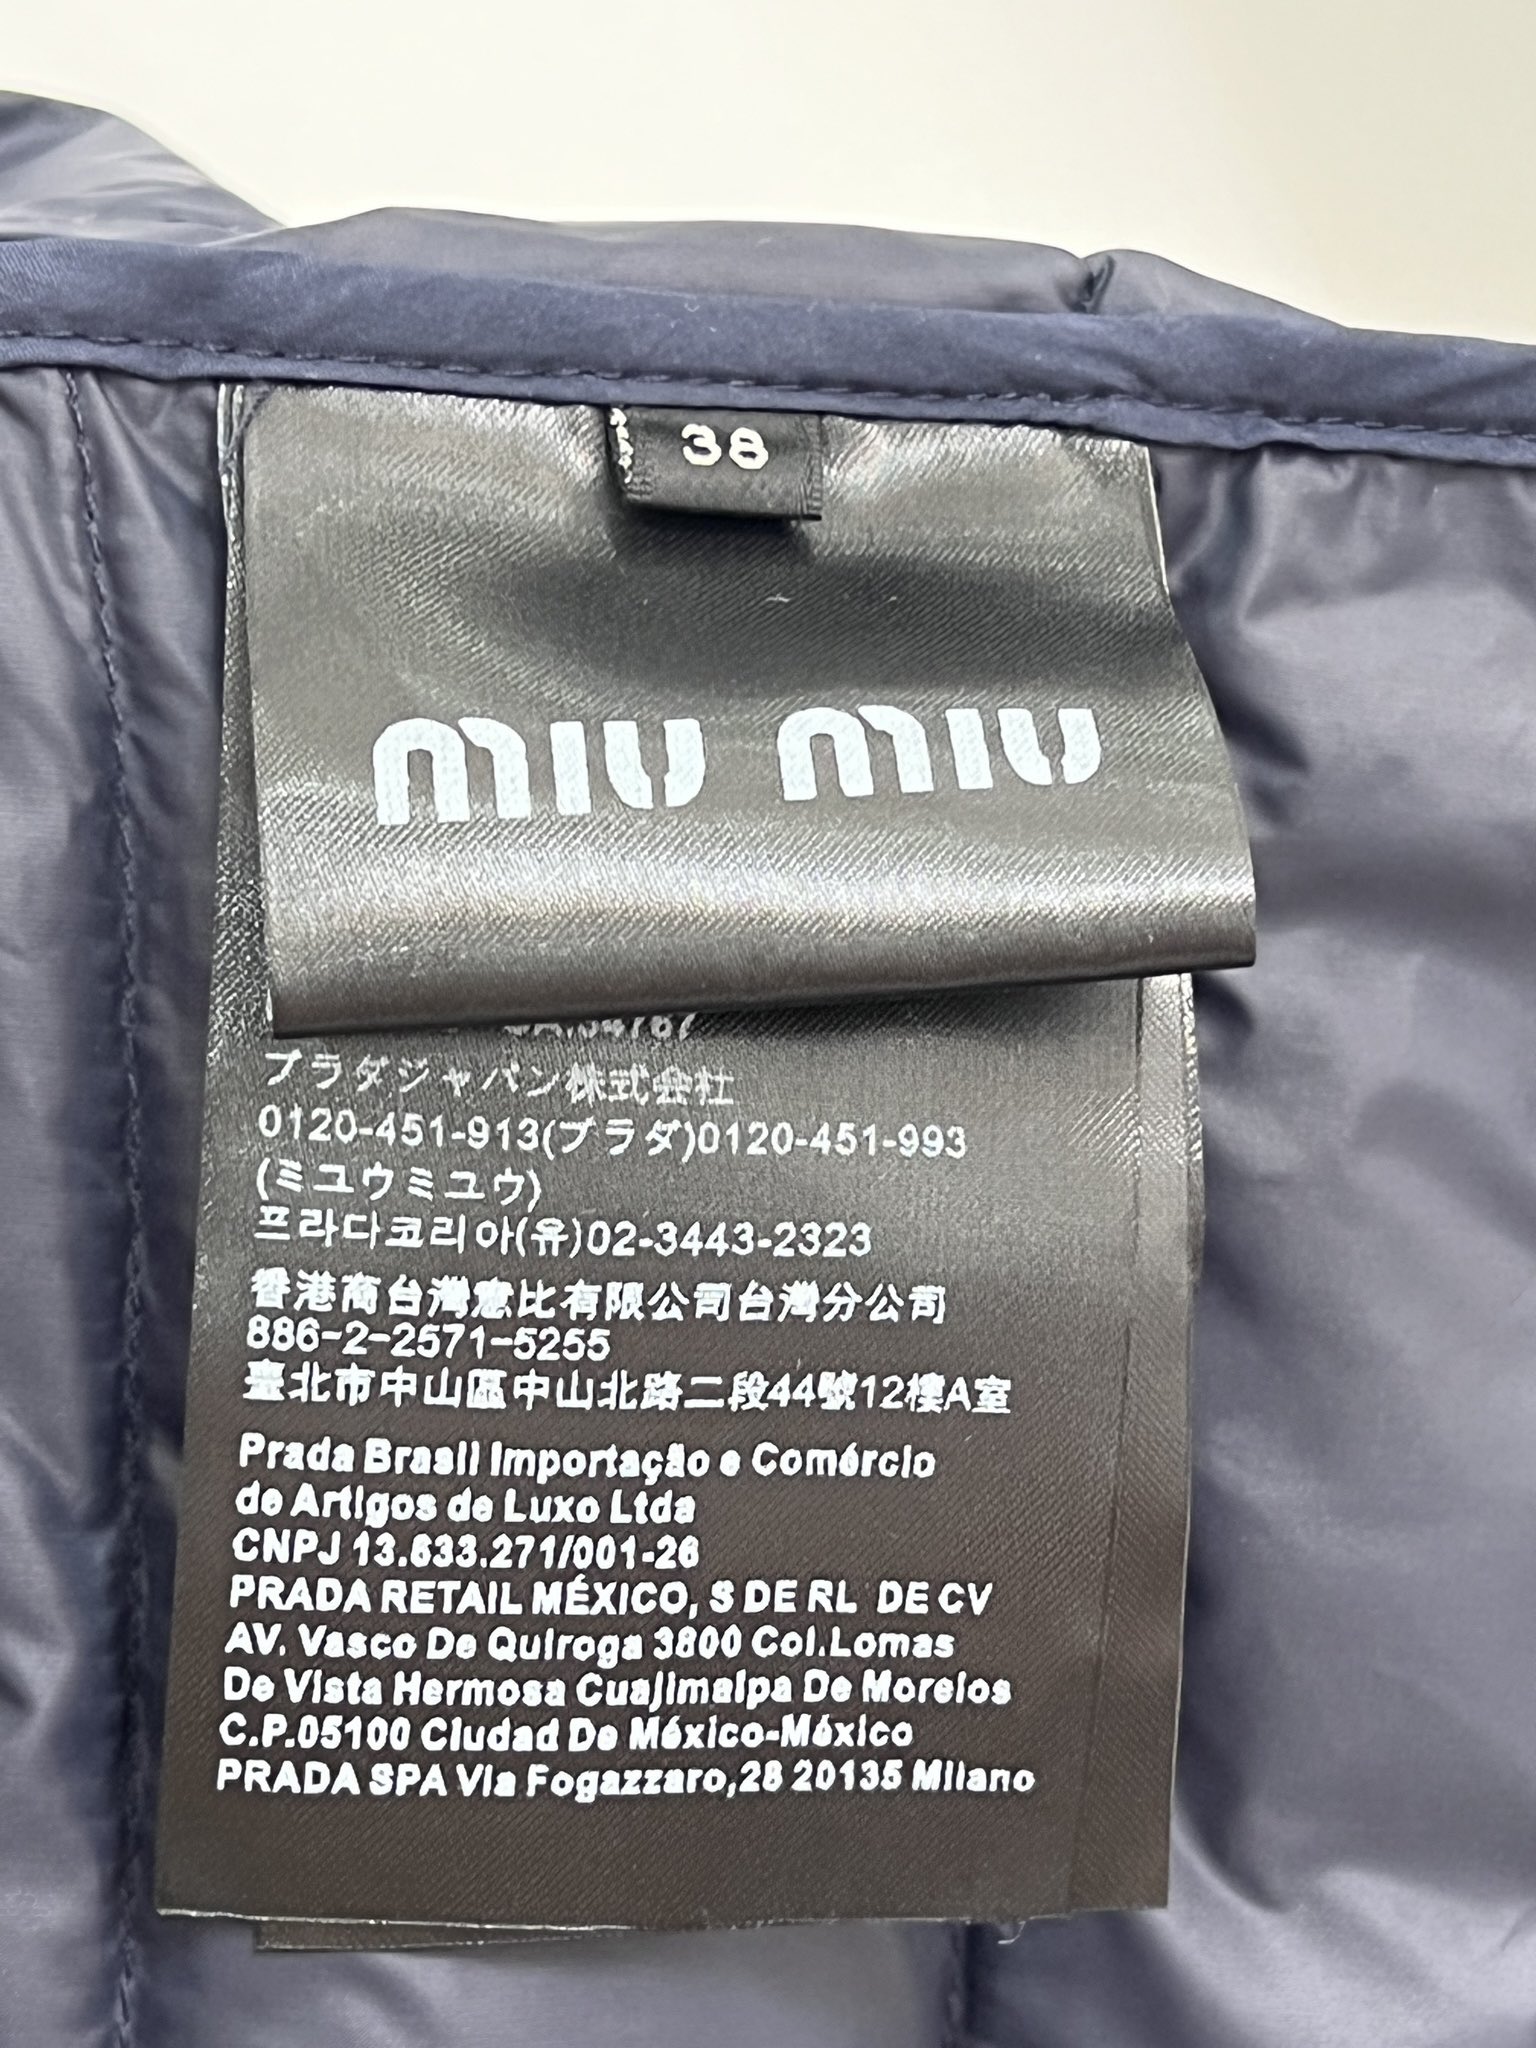 38
miu miu
CA:54767
プラダジャパン株式会社
0120-451-913(プラダ)0120-451-993
(ミユウミユウ)
프라다코리아(유)02-3443-2323
香港商台灣惠比有限公司台灣分公司
886-2-2571-5255
臺北市中山區中山北路二段44號12樓A室
Prada Brasil Importação e Comércio
de Artigos de Luxo Ltda
CNPJ 13.633.271/001-26
PRADA RETAIL MÉXICO, S DE RL DE CV
AV. Vasco De Quiroga 3800 Col.Lomas
De Vista Hermosa Cuajimalpa De Morelos
C.P.05100 Ciudad De México-México
PRADA SPA Via Fogazzaro,28 20135 Milano